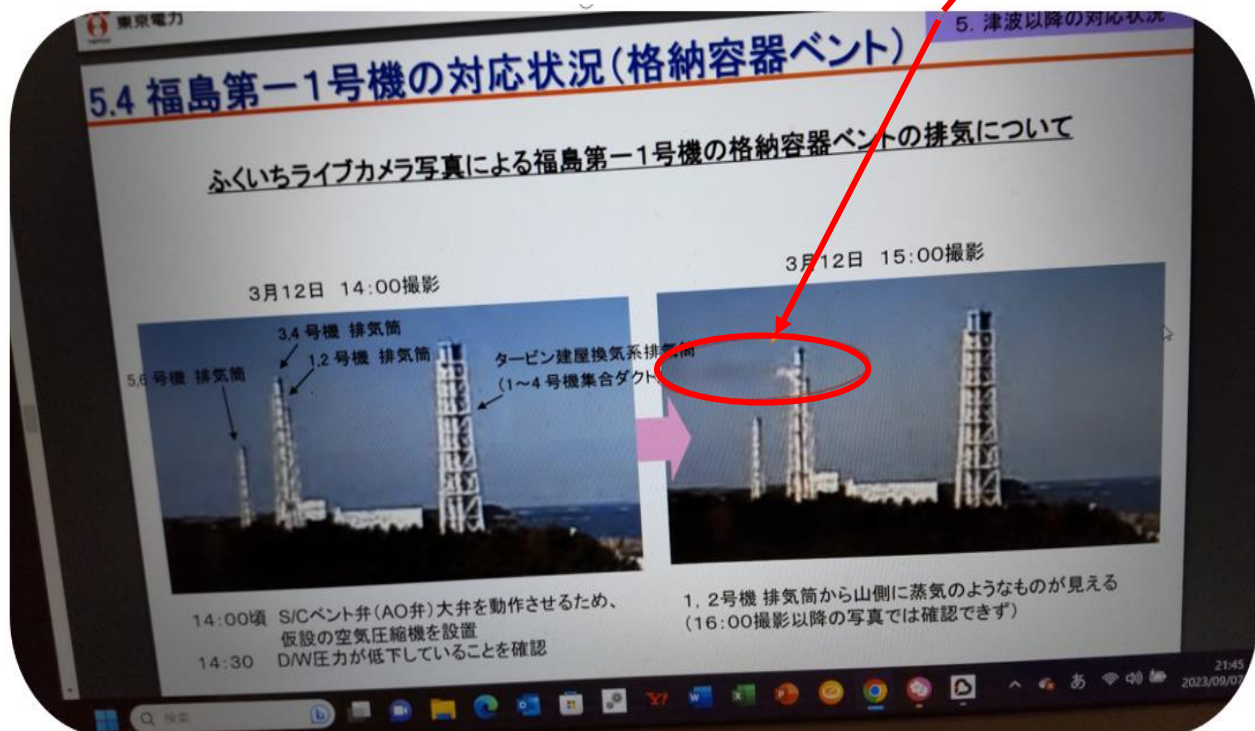 東京電力
5. 津波以降の対応状況
5.4 福島第一1号機の対応状況(格納容器ベント)
ふくいちライブカメラ写真による福島第一1号機の格納容器ベントの排気について
3月12日 14:00撮影
3月12日 15:00撮影
3,4 号機 排気筒
1,2 号機 排気筒
5,6 号機 排気筒
タービン建屋換気系排気筒
(1~4 号機集合ダクト
14:00頃 S/Cベント弁(AO弁)大弁を動作させるため、
仮設の空気圧縮機を設置
14:30 D/W圧力が低下していることを確認
1, 2号機 排気筒から山側に蒸気のようなものが見える
(16:00撮影以降の写真では確認できず)
検索
あ
21:45
2023/09/07